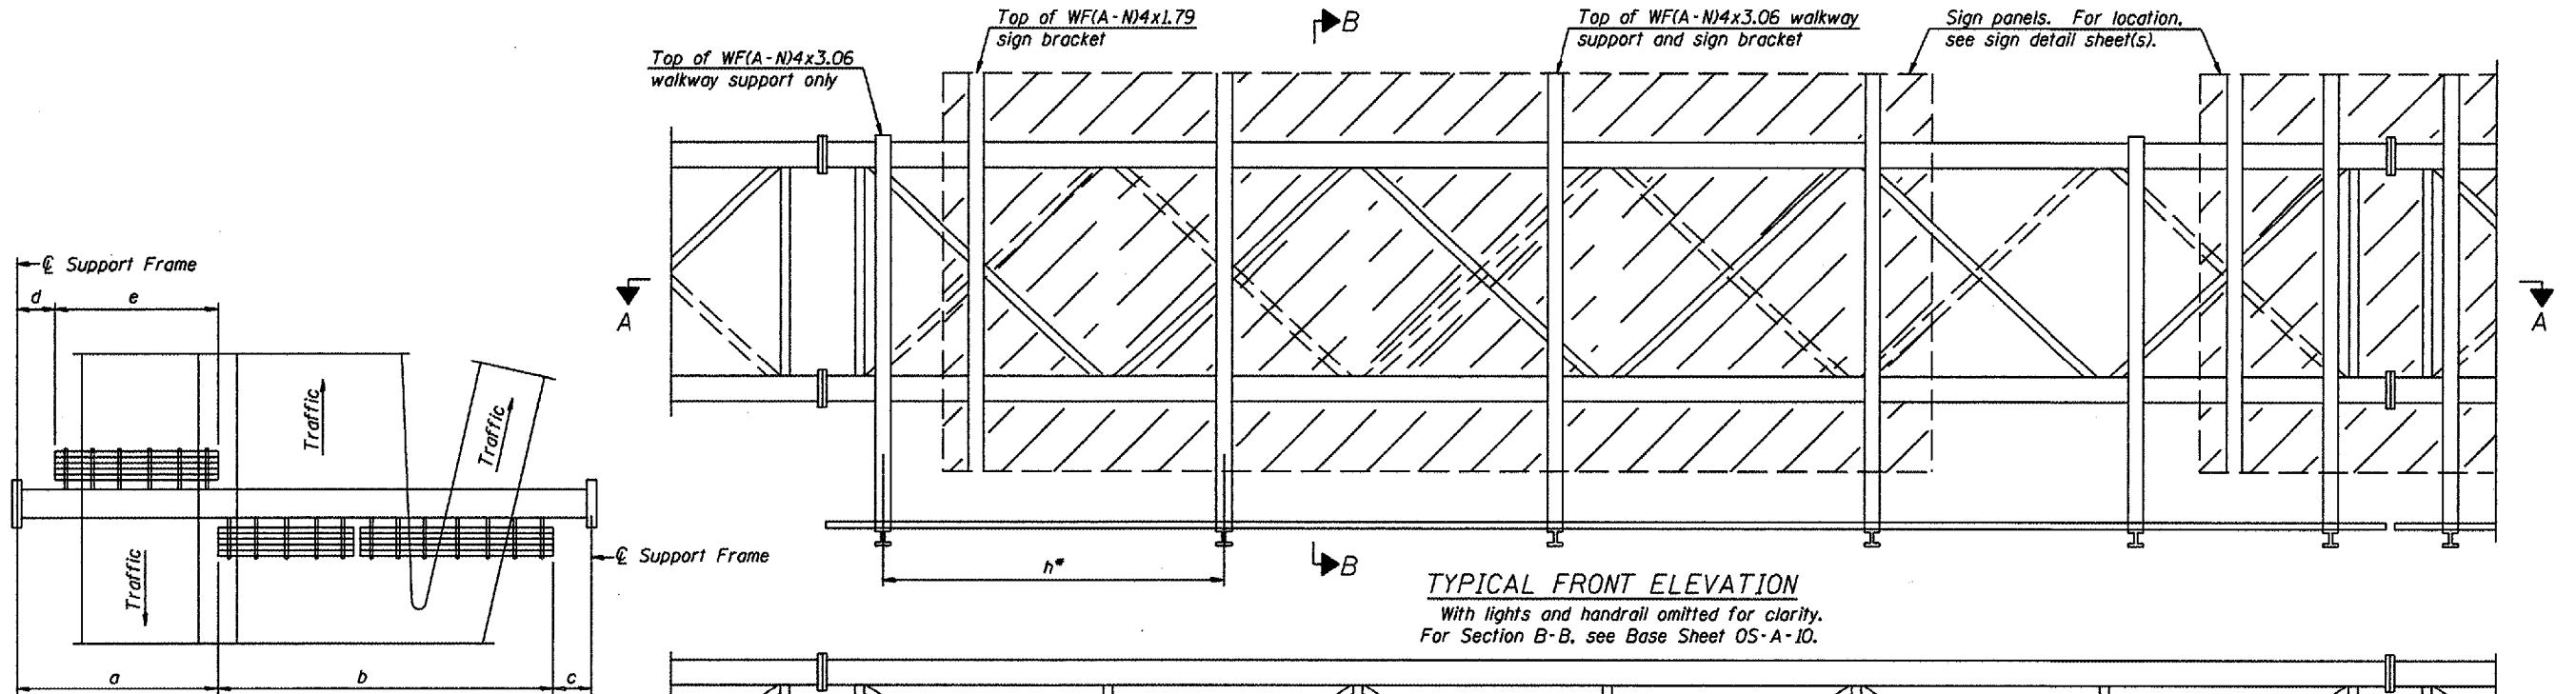 Top of WF(A-N)4x3.06
walkway support only
Top of WF(A-N)4x1.79
sign bracket
B
Top of WF(A-N)4x3.06 walkway
support and sign bracket
Sign panels. For location,
see sign detail sheet(s).
℄ Support Frame
d
e
Traffic
Traffic
Traffic
℄ Support Frame
a
b
c
A
A
h*
B
TYPICAL FRONT ELEVATION
With lights and handrail omitted for clarity.
For Section B-B, see Base Sheet OS-A-10.